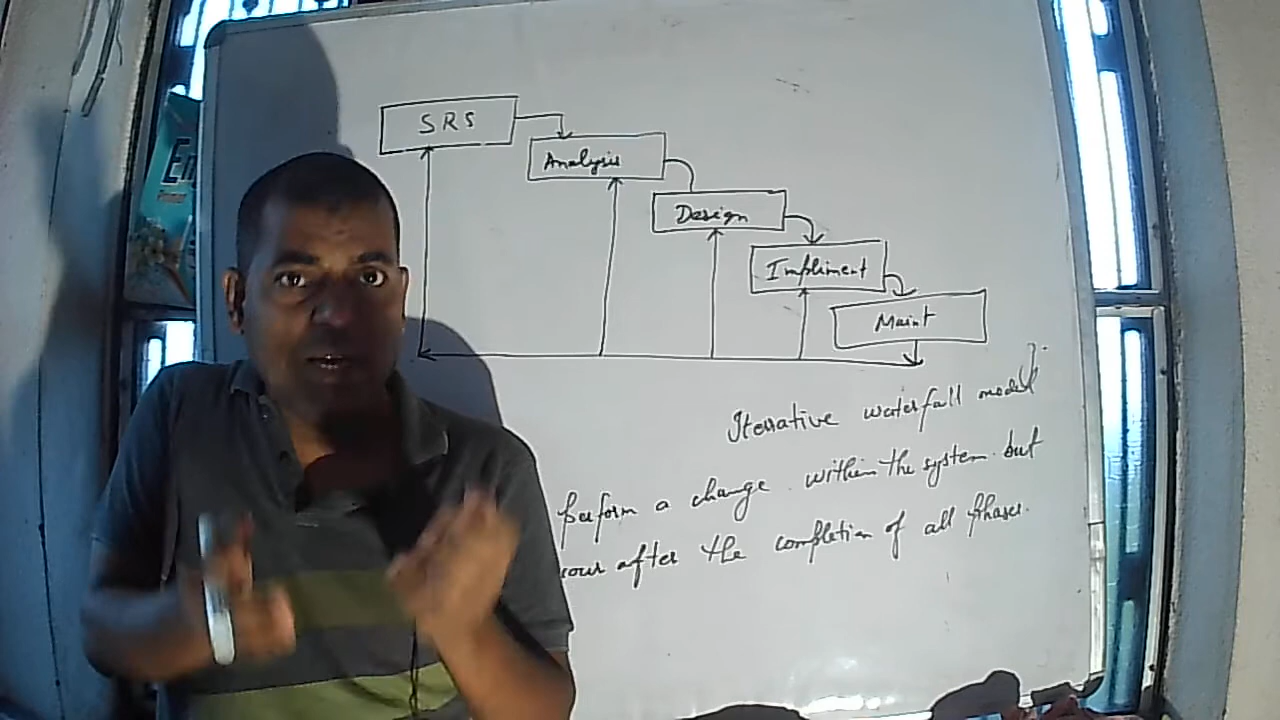 SRS
Analysis
Design
Impliment
Maint
Iterative waterfall model
perform a change within the system but
after the completion of all phases.
En